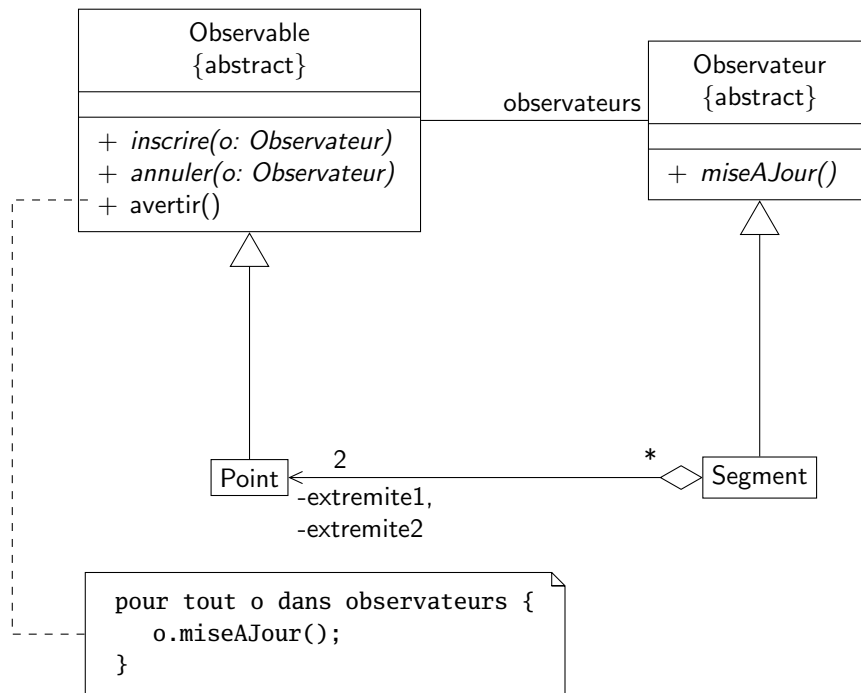 Observable
{abstract}
+ inscrire(o: Observateur)
+ annuler(o: Observateur)
+ avertir()
observateurs
Observateur
{abstract}
+ miseAJour()
Point
2
-extremite1,
-extremite2
*
Segment
pour tout o dans observateurs {
o.miseAJour();
}